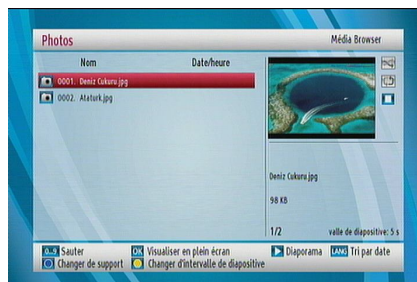 Photos
Média Browser
Nom Date/heure
0001. Deniz Cukuru.jpg
0002. Ataturk.jpg
Deniz Cukuru.jpg
98 KB
1/2 valle de diapositive: 5 s
0...9 Sauter OK Visualiser en plein écran Diaporama LANG Tri par date
Changer de support Changer d'intervalle de diapositive